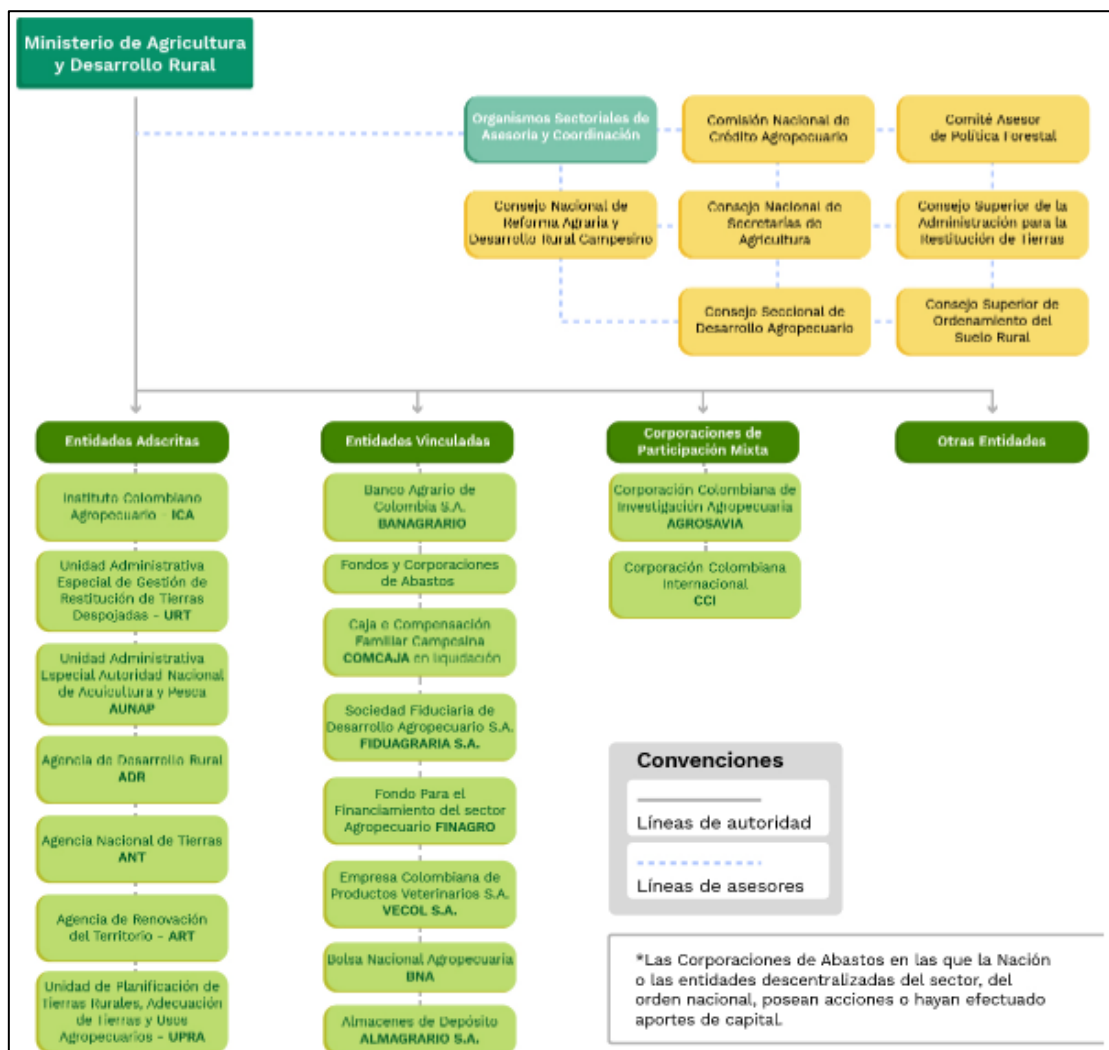 Ministerio de Agricultura
y Desarrollo Rural
Organismos Sectoriales de
Asesoría y Coordinación
Comisión Nacional de
Crédito Agropecuario
Comité Asesor
de Política Forestal
Consejo Nacional de
Reforma Agraria y
Desarrollo Rural Campesino
Consejo Nacional de
Secretarías de
Agricultura
Consejo Superior de la
Administración para la
Restitución de Tierras
Consejo Seccional de
Desarrollo Agropecuario
Consejo Superior de
Ordenamiento del
Suelo Rural
Entidades Adscritas
Instituto Colombiano
Agropecuario - ICA
Unidad Administrativa
Especial de Gestión de
Restitución de Tierras
Despojadas - URT
Unidad Administrativa
Especial Autoridad Nacional
de Acuicultura y Pesca
AUNAP
Agencia de Desarrollo Rural
ADR
Agencia Nacional de Tierras
ANT
Agencia de Renovación
del Territorio - ART
Unidad de Planificación de
Tierras Rurales, Adecuación
de Tierras y Usos
Agropecuarios - UPRA
Entidades Vinculadas
Banco Agrario de
Colombia S.A.
BANAGRARIO
Fondos y Corporaciones
de Abastos
Caja e Compensación
Familiar Campesina
COMCAJA en liquidación
Sociedad Fiduciaria de
Desarrollo Agropecuario S.A.
FIDUAGRARIA S.A.
Fondo Para el
Financiamiento del sector
Agropecuario FINAGRO
Empresa Colombiana de
Productos Veterinarios S.A.
VECOL S.A.
Bolsa Nacional Agropecuaria
BNA
Almacenes de Depósito
ALMAGRARIO S.A.
Corporaciones de
Participación Mixta
Corporación Colombiana de
Investigación Agropecuaria
AGROSAVIA
Corporación Colombiana
Internacional
CCI
Otras Entidades
Convenciones
Líneas de autoridad
Líneas de asesores
*Las Corporaciones de Abastos en las que la Nación
o las entidades descentralizadas del sector, del
orden nacional, posean acciones o hayan efectuado
aportes de capital.